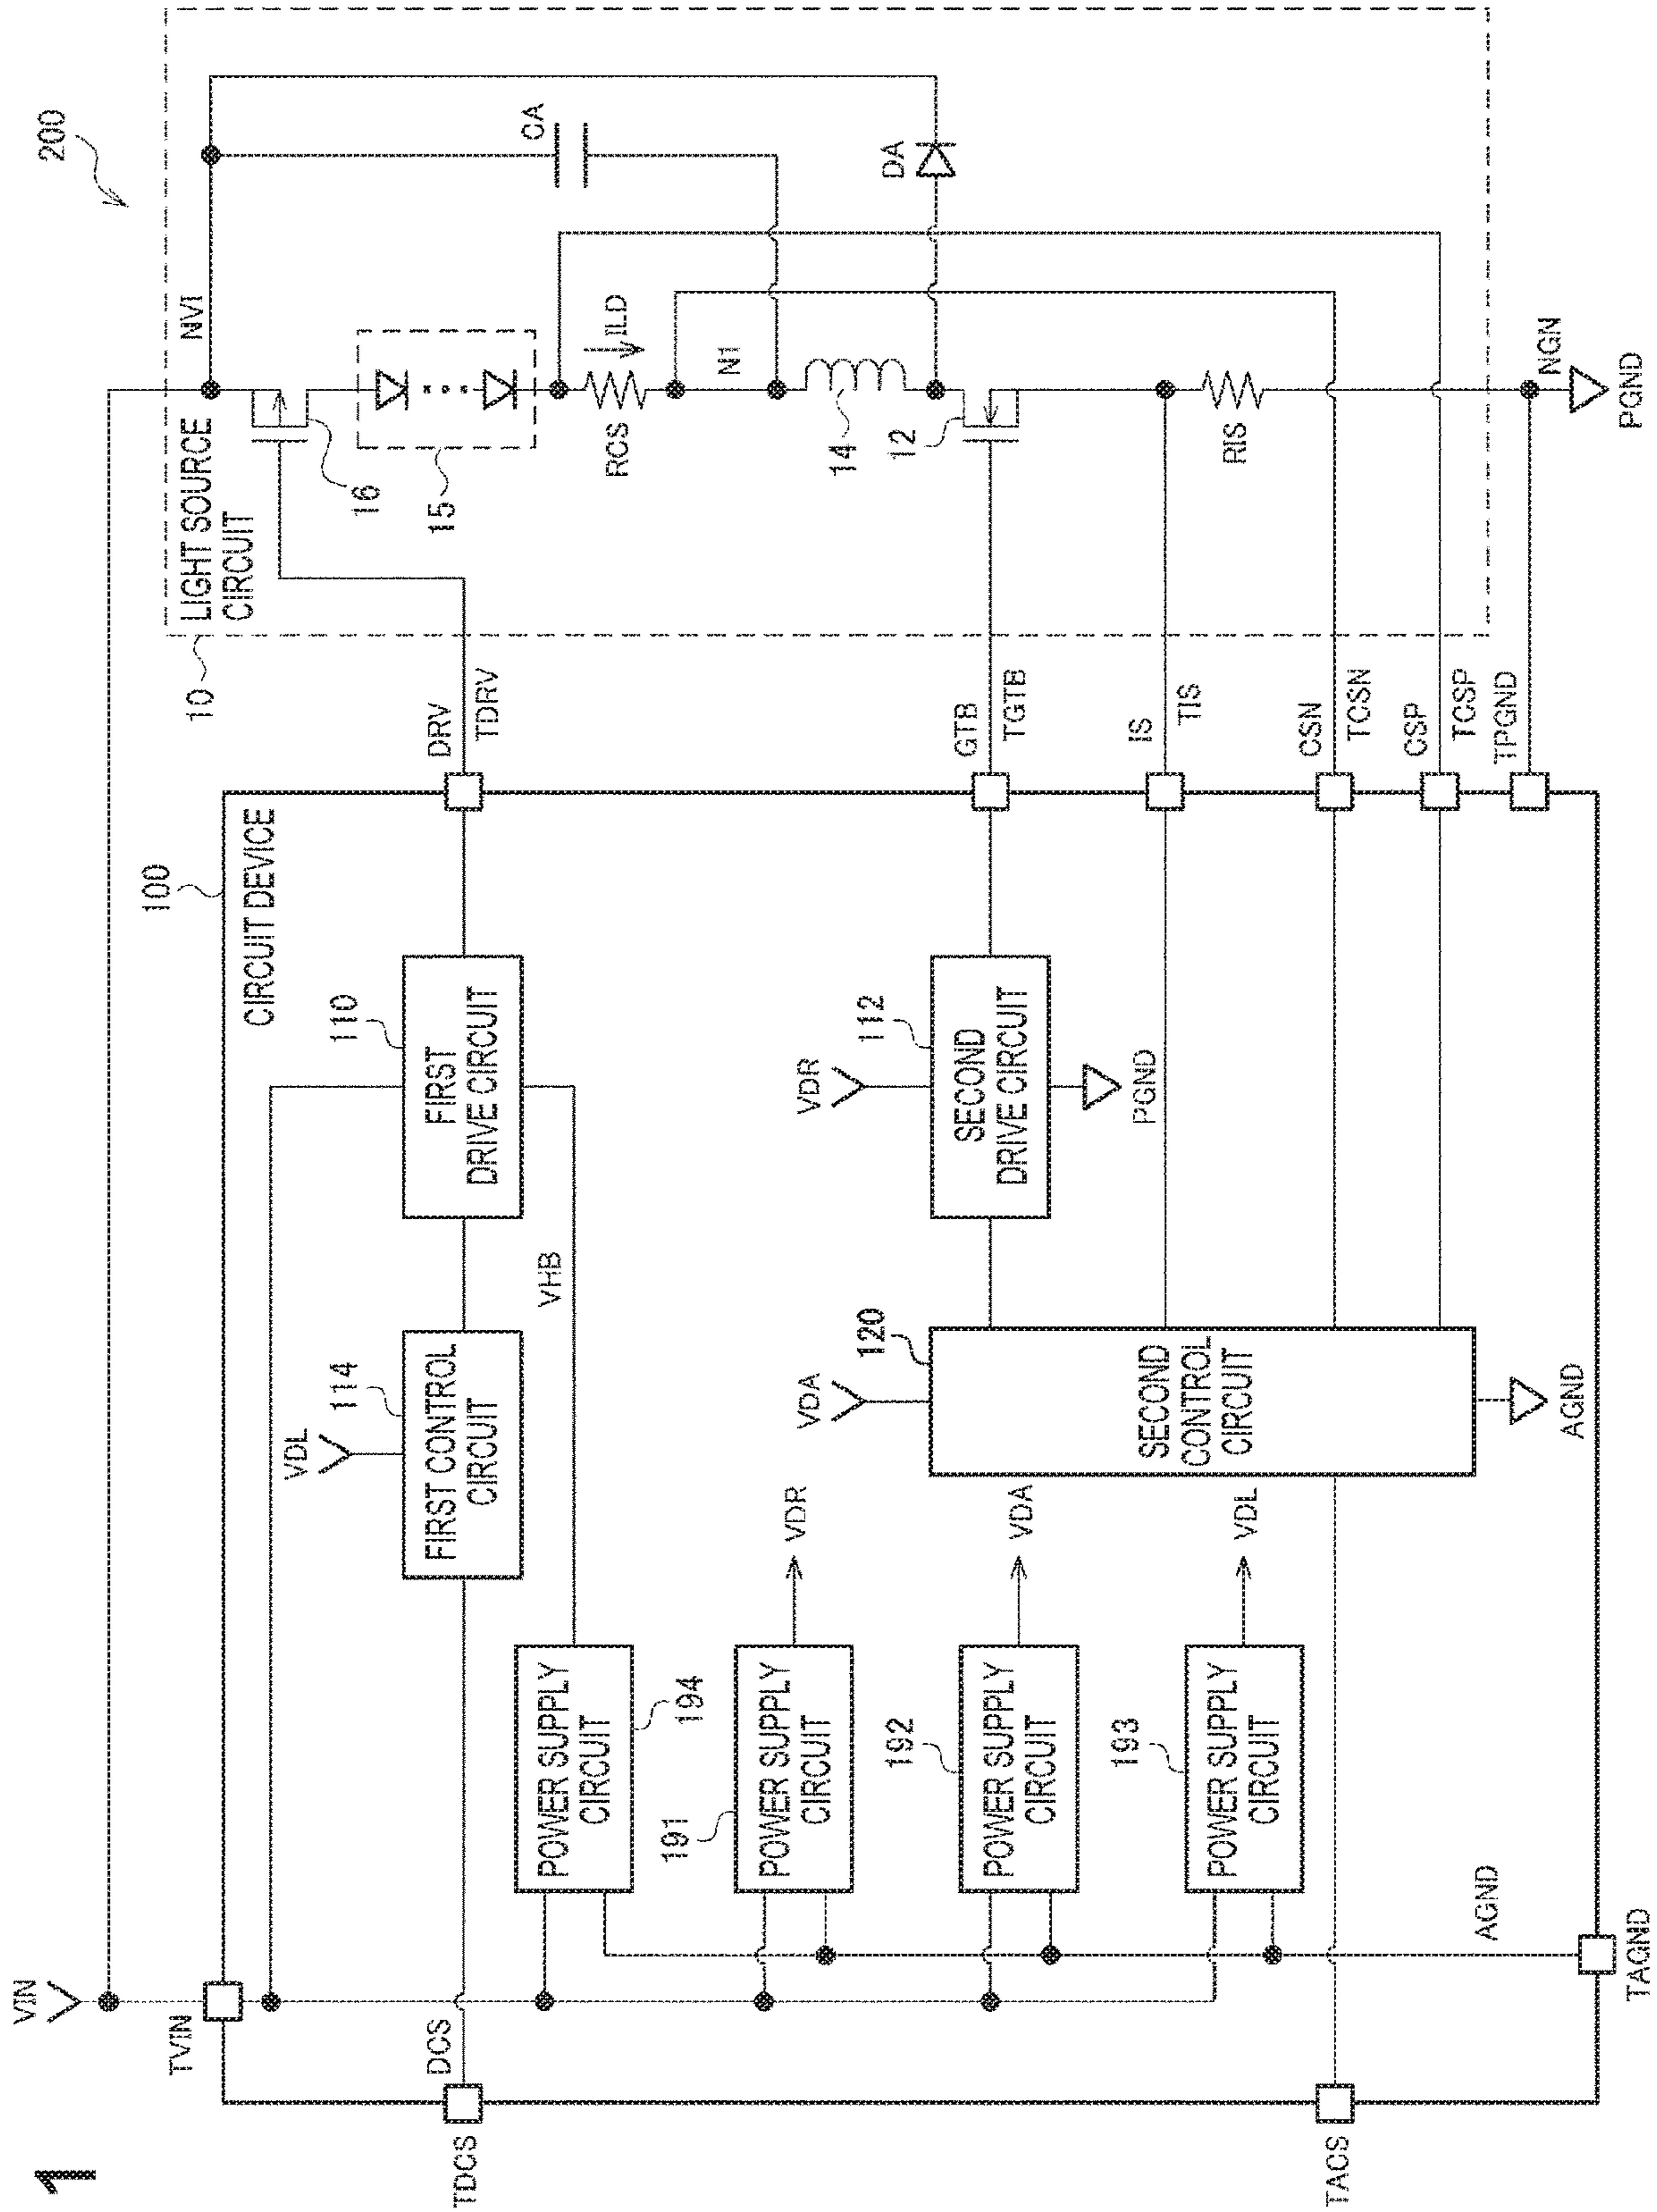 1
200
VIN
TVIN
100
CIRCUIT DEVICE
10
LIGHT SOURCE
CIRCUIT
NVI
CA
DA
16
15
RCS
ILD
N1
14
12
RIS
NGN
PGND
DRV
TDRV
GTB
TGTB
IS
TIS
CSN
TCSN
CSP
TCSP
TPGND
TDCS
DCS
VDL
114
FIRST CONTROL
CIRCUIT
110
FIRST
DRIVE CIRCUIT
VHB
POWER SUPPLY
CIRCUIT
194
191
POWER SUPPLY
CIRCUIT
VDR
192
POWER SUPPLY
CIRCUIT
VDA
193
POWER SUPPLY
CIRCUIT
VDL
VDR
112
SECOND
DRIVE CIRCUIT
PGND
VDA
120
SECOND
CONTROL
CIRCUIT
AGND
AGND
TAGND
TACS